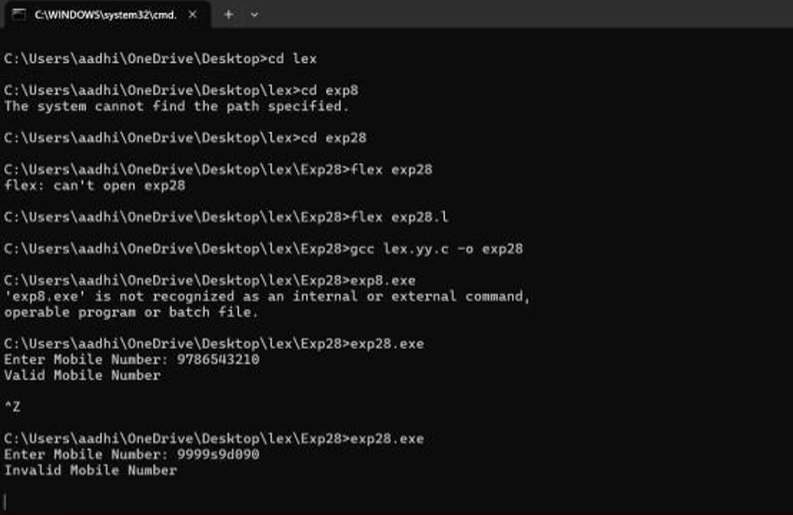 C:\WINDOWS\system32\cmd.
C:\Users\aadhi\OneDrive\Desktop>cd lex
C:\Users\aadhi\OneDrive\Desktop\lex>cd exp8
The system cannot find the path specified.
C:\Users\aadhi\OneDrive\Desktop\lex>cd exp28
C:\Users\aadhi\OneDrive\Desktop\lex\Exp28>flex exp28
flex: can't open exp28
C:\Users\aadhi\OneDrive\Desktop\lex\Exp28>flex exp28.l
C:\Users\aadhi\OneDrive\Desktop\lex\Exp28>gcc lex.yy.c -o exp28
C:\Users\aadhi\OneDrive\Desktop\lex\Exp28>exp8.exe
'exp8.exe' is not recognized as an internal or external command,
operable program or batch file.
C:\Users\aadhi\OneDrive\Desktop\lex\Exp28>exp28.exe
Enter Mobile Number: 9786543210
Valid Mobile Number
^Z
C:\Users\aadhi\OneDrive\Desktop\lex\Exp28>exp28.exe
Enter Mobile Number: 9999s9d090
Invalid Mobile Number